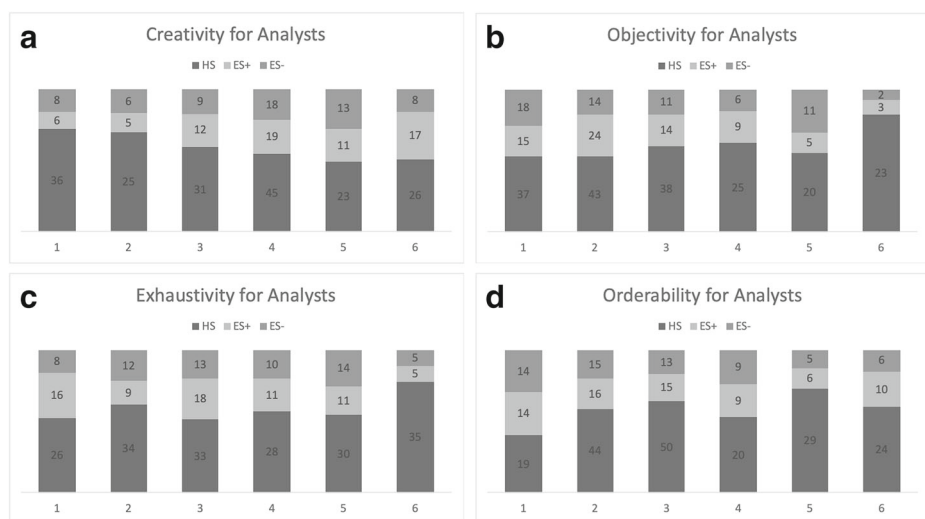 a
Creativity for Analysts
HS ES+ ES-
8 6 9 18 13 8
6 5 12 19 11 17
36 25 31 45 23 26
1 2 3 4 5 6
b
Objectivity for Analysts
HS ES+ ES-
18 14 11 6 11 2
15 24 14 9 5 3
37 43 38 25 20 23
1 2 3 4 5 6
c
Exhaustivity for Analysts
HS ES+ ES-
8 12 13 10 14 5
16 9 18 11 11 5
26 34 33 28 30 35
1 2 3 4 5 6
d
Orderability for Analysts
HS ES+ ES-
14 15 13 9 5 6
14 16 15 9 6 10
19 44 50 20 29 24
1 2 3 4 5 6